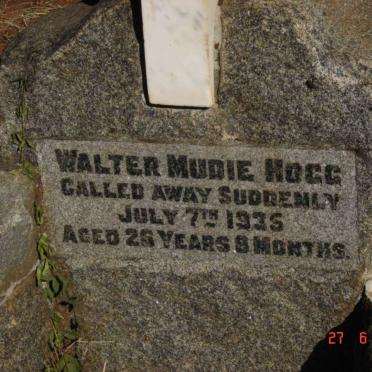 WALTER MUDIE HOGG
CALLED AWAY SUDDENLY
JULY 7TH 1935
AGED 26 YEARS 8 MONTHS.
27 6